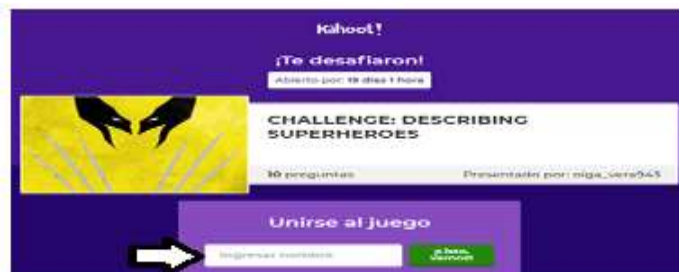 Kahoot!
¡Te desafiaron!
Abierto por: 19 días 1 hora
CHALLENGE: DESCRIBING
SUPERHEROES
10 preguntas
Presentado por: olga_vera943
Unirse al juego
Ingresar nombre